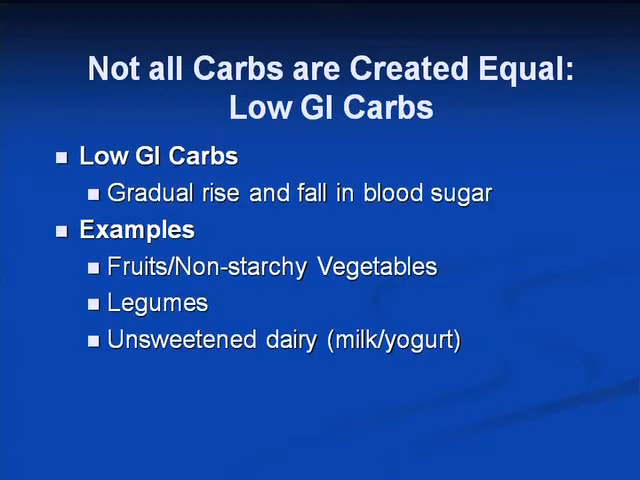 Not all Carbs are Created Equal:
Low GI Carbs
Low GI Carbs
Gradual rise and fall in blood sugar
Examples
Fruits/Non-starchy Vegetables
Legumes
Unsweetened dairy (milk/yogurt)